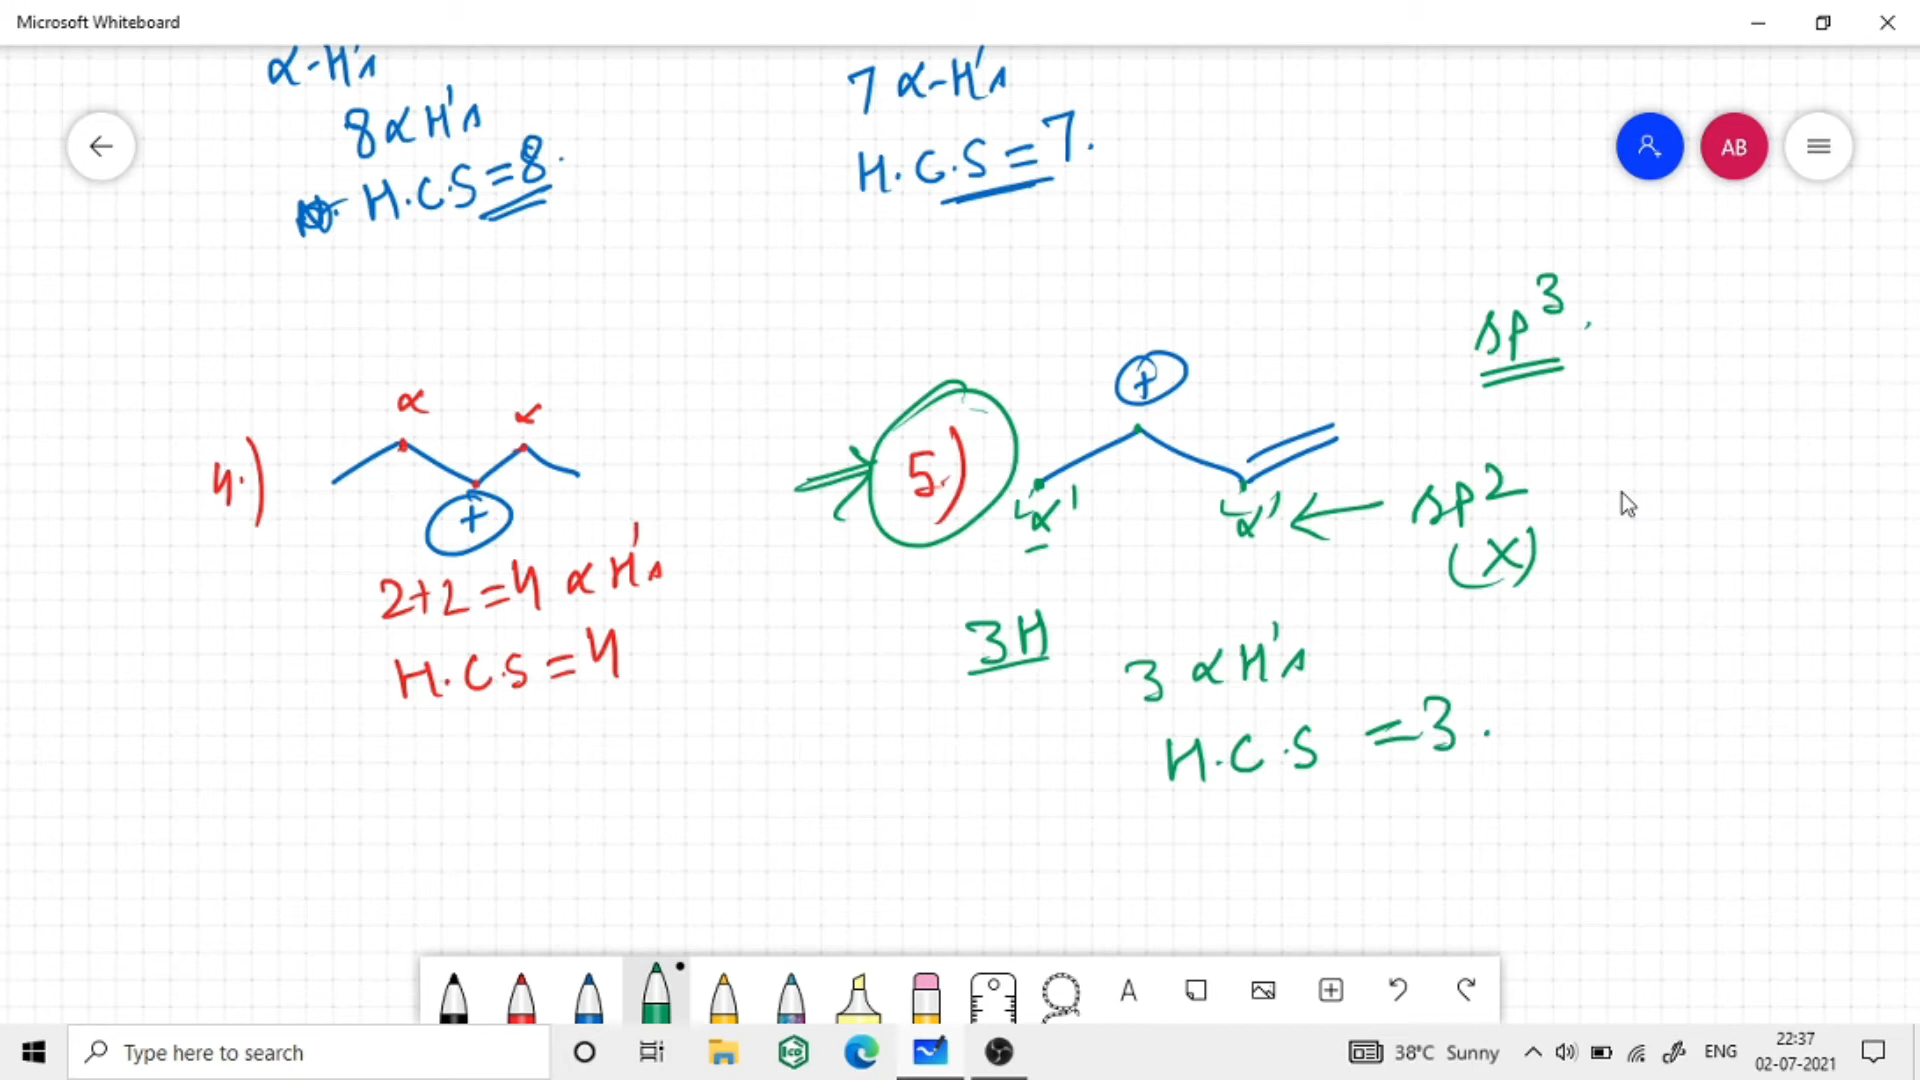 Microsoft Whiteboard
α-H's
8 α H's
H.C.S = 8.
7 α-H's
H.C.S = 7.
AB
sp³.
4.)
α
α
+
2+2=4 α H's
H.C.S = 4
5.)
+
'α'
'α'
sp²
(X)
3H
3 α H's
H.C.S = 3.
A
Type here to search
38°C Sunny
ENG
22:37
02-07-2021